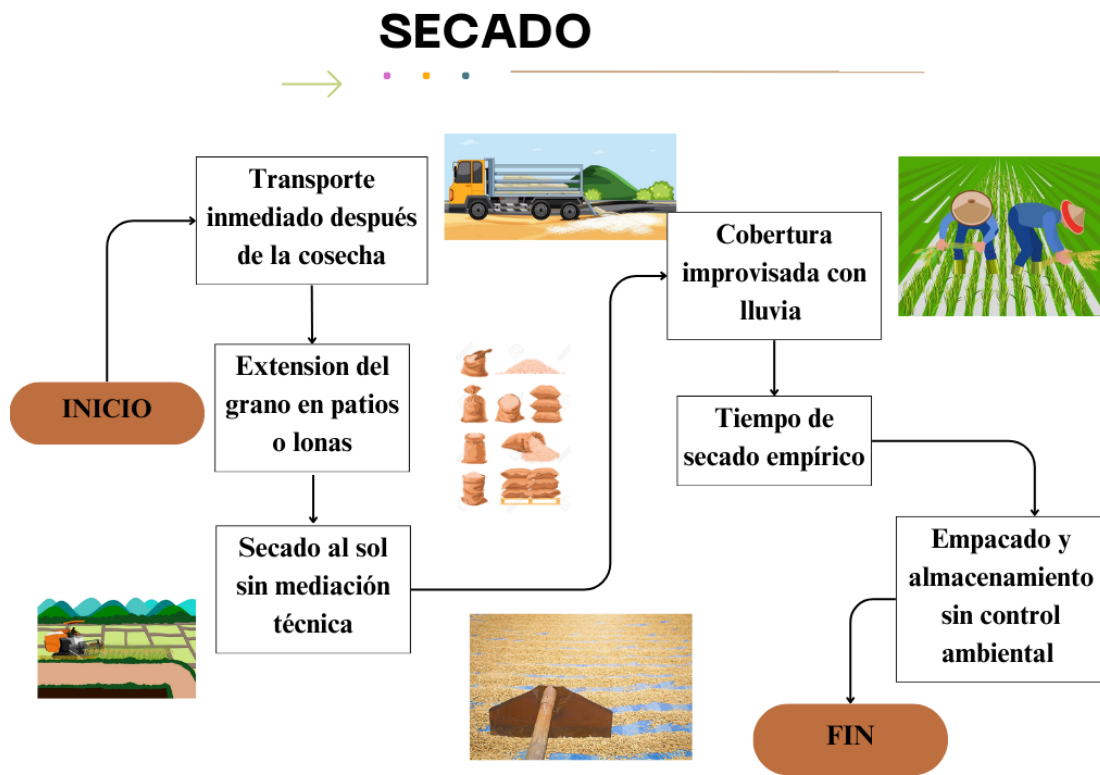 SECADO
Transporte
inmediado después
de la cosecha
INICIO
Extension del
grano en patios
o lonas
Secado al sol
sin mediación
técnica
Cobertura
improvisada con
lluvia
Tiempo de
secado empírico
Empacado y
almacenamiento
sin control
ambiental
FIN